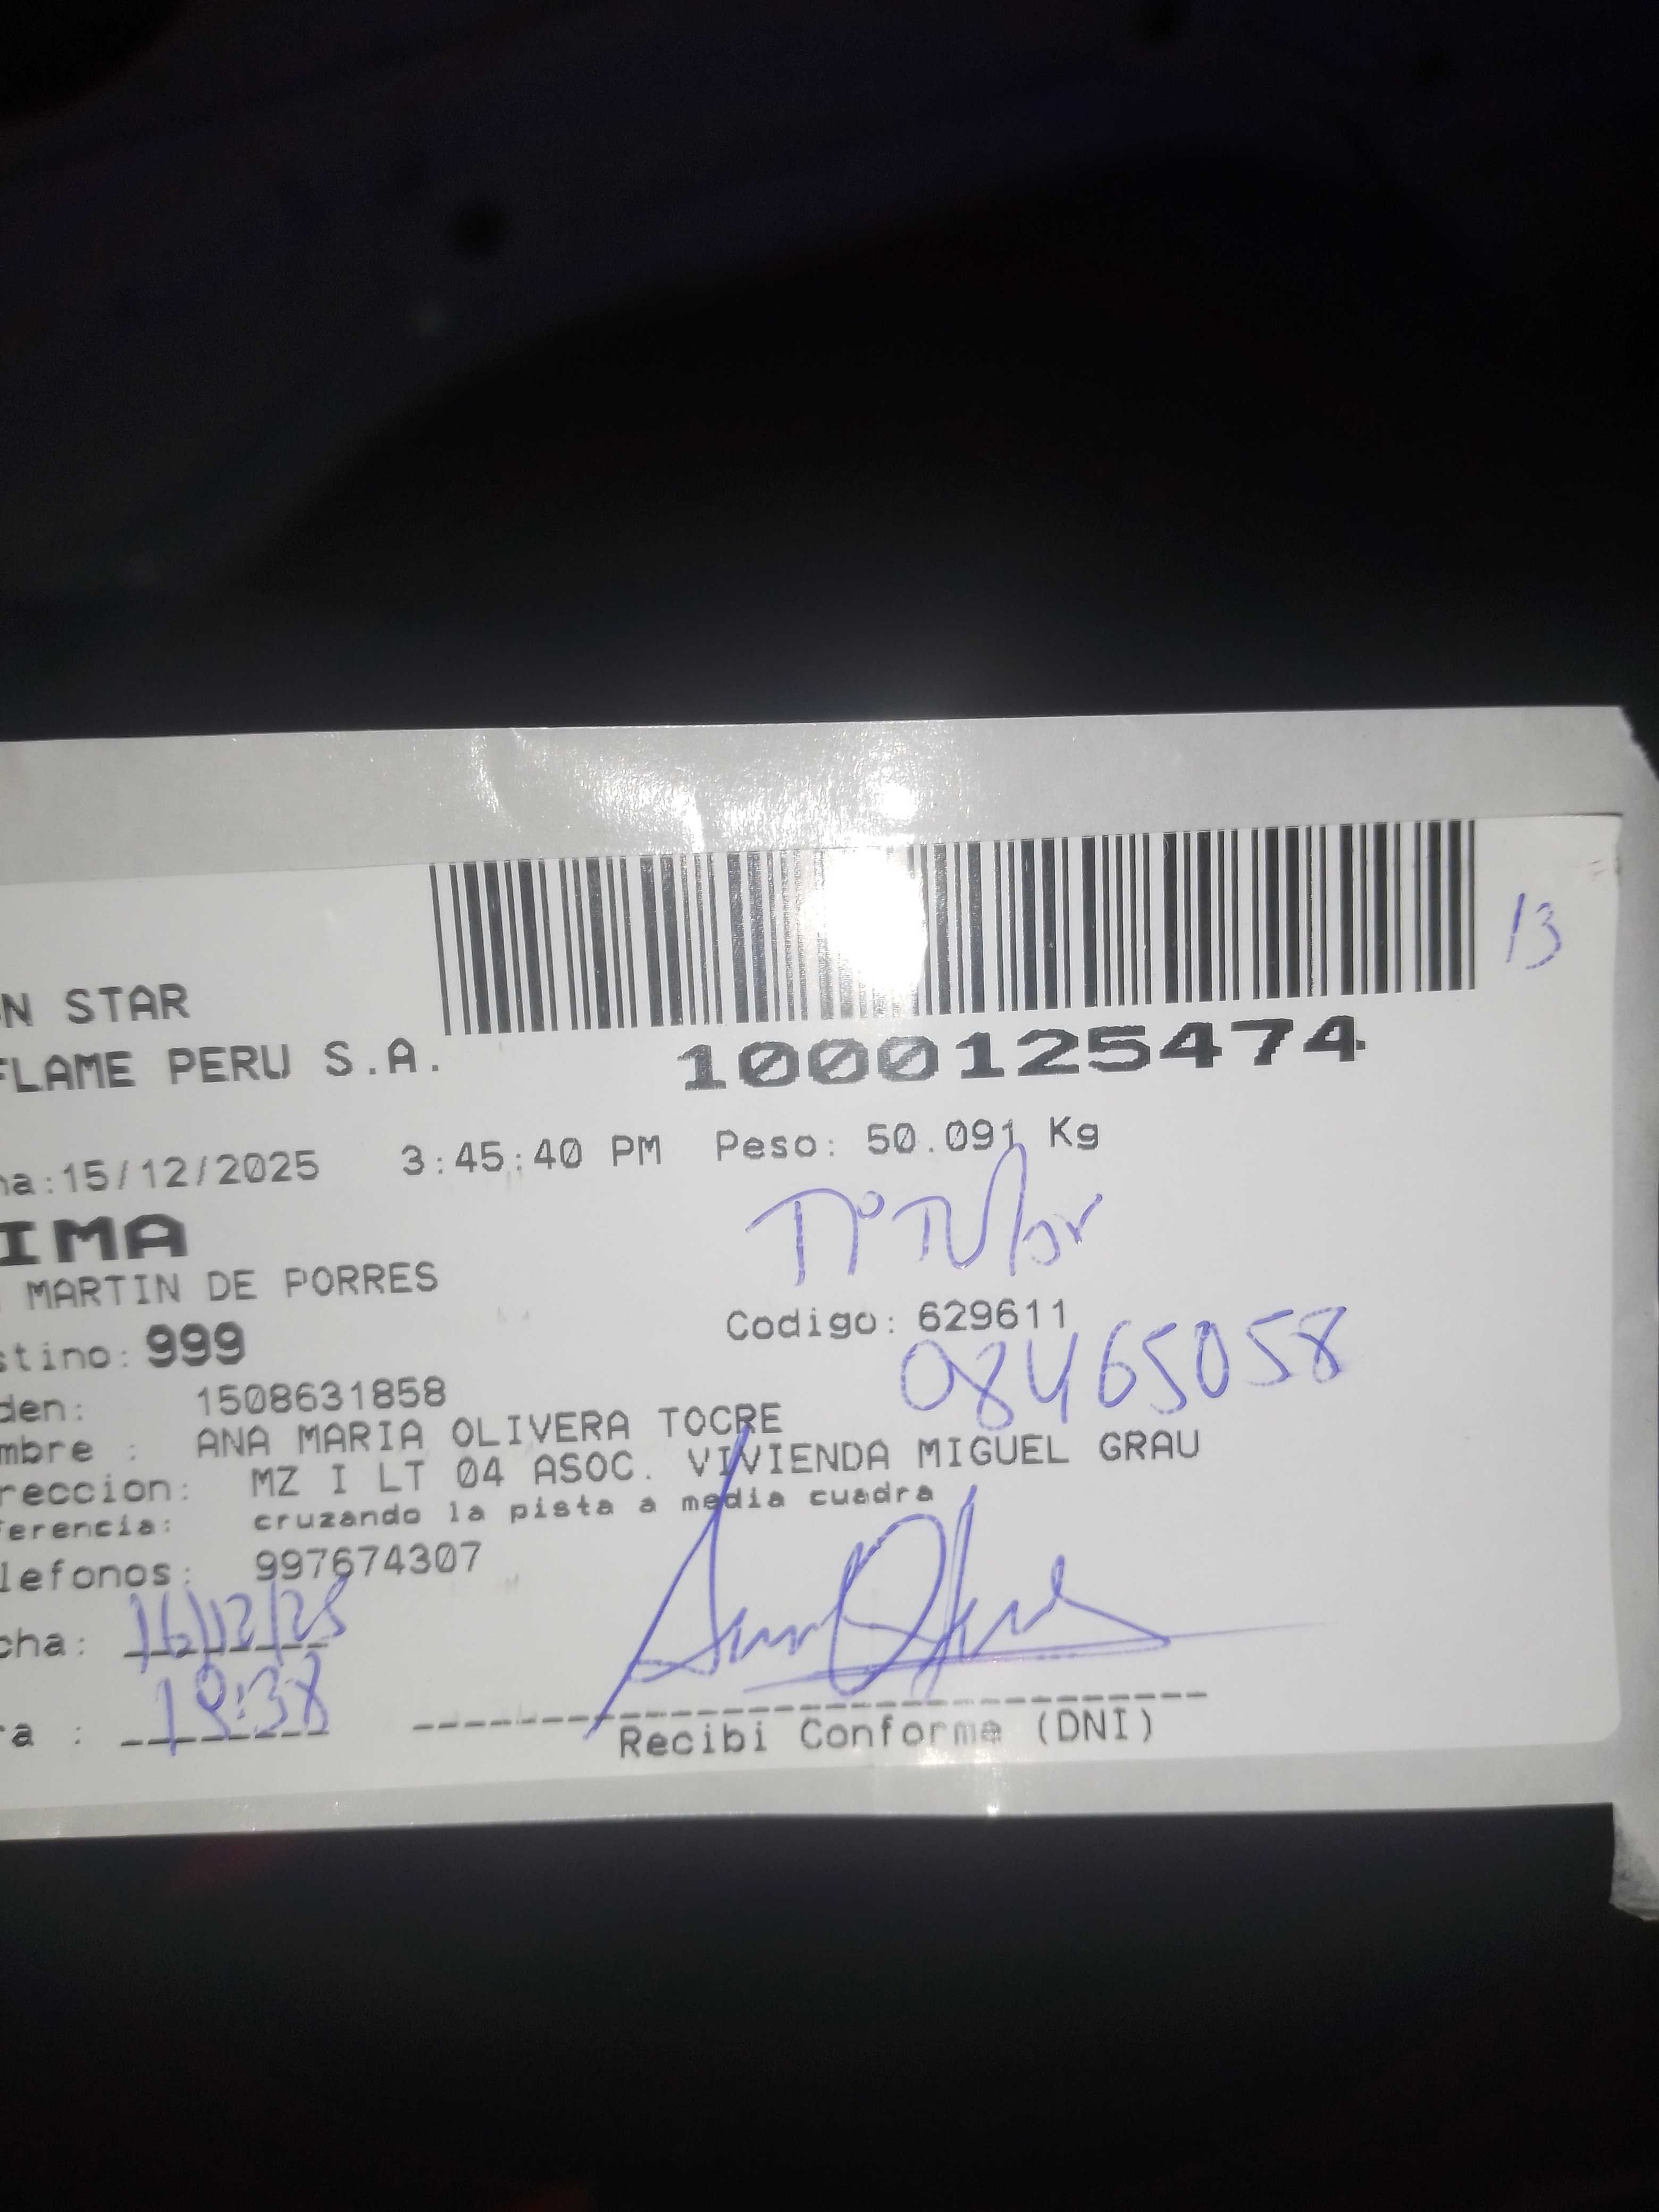 N STAR
FLAME PERU S.A.
13
1000125474
na:15/12/2025 3:45:40 PM Peso: 50.091 Kg
IMA
Titular
MARTIN DE PORRES
Codigo: 629611
stino: 999
08465058
den: 1508631858
mbre : ANA MARIA OLIVERA TOCRE
reccion: MZ I LT 04 ASOC. VIVIENDA MIGUEL GRAU
ferencia: cruzando la pista a media cuadra
lefonos: 997674307
cha: 16/12/25
ra : 19:38
Recibi Conforme (DNI)